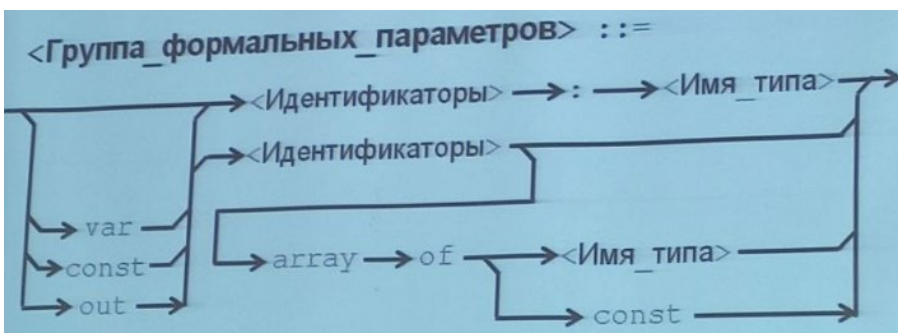 <Группа_формальных_параметров> ::=
<Идентификаторы> : <Имя_типа>
<Идентификаторы>
var
array of <Имя_типа>
const
out const